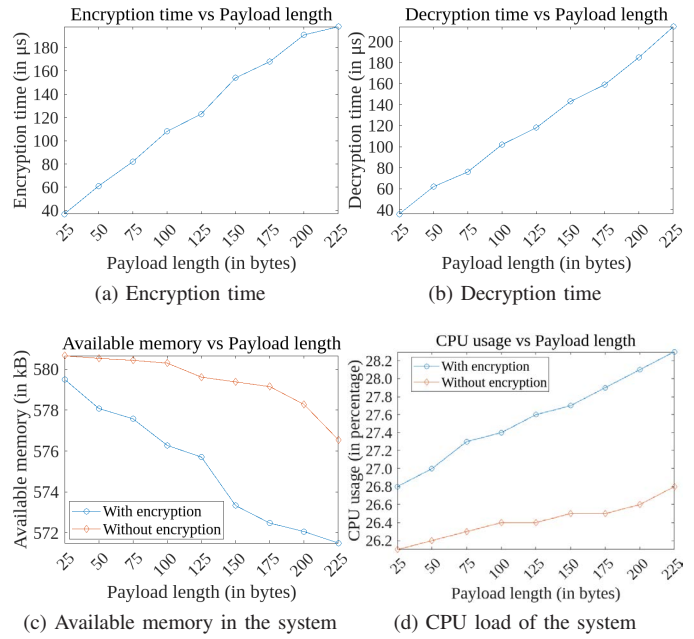 Encryption time vs Payload length
Encryption time (in μs)
180
160
140
120
100
80
60
40
25 50 75 100 125 150 175 200 225
Payload length (in bytes)
(a) Encryption time
Decryption time vs Payload length
Decryption time (in μs)
200
180
160
140
120
100
80
60
40
25 50 75 100 125 150 175 200 225
Payload length (in bytes)
(b) Decryption time
Available memory vs Payload length
Available memory (in kB)
580
578
576
574
572
With encryption
Without encryption
25 50 75 100 125 150 175 200 225
Payload length (in bytes)
(c) Available memory in the system
CPU usage vs Payload length
CPU usage (in percentage)
28.2
28.0
27.8
27.6
27.4
27.2
27.0
26.8
26.6
26.4
26.2
With encryption
Without encryption
25 50 75 100 125 150 175 200 225
Payload length (in bytes)
(d) CPU load of the system